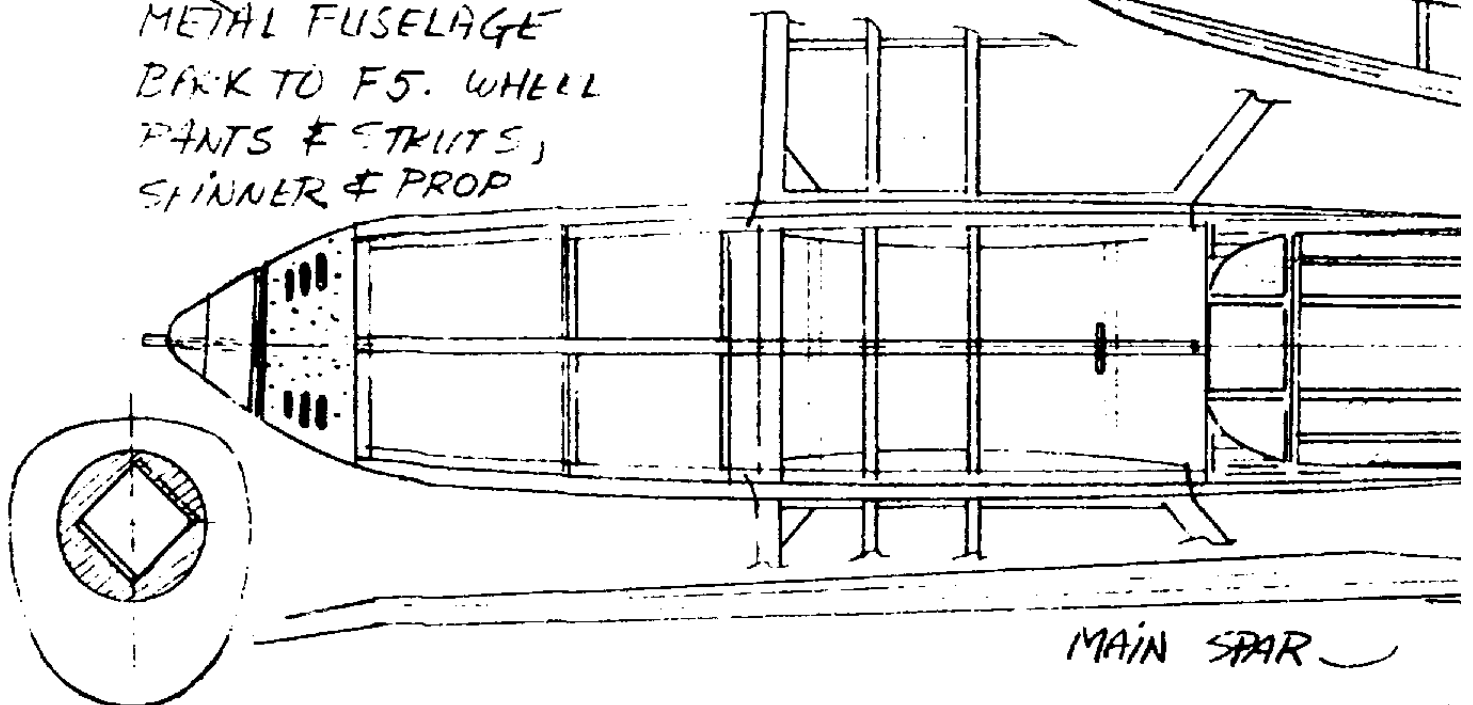 METAL FUSELAGE
BACK TO F5. WHEEL
PANTS & STRUTS,
SPINNER & PROP
MAIN SPAR